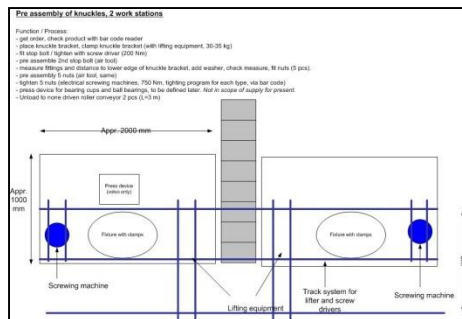 Pre assembly of knuckles, 2 work stations
Function / Process:
- get order, check product with bar code reader
- place knuckle bracket, clamp knuckle bracket (with lifting equipment, 30-35 kg)
- fit stop bolt / tighten with screw driver (200 Nm)
- pre assemble 2nd stop bolt (air tool)
- measure fittings and distance to lower edge of knuckle bracket, add washer, check measure, fit nuts (5 pcs).
- pre assembly 5 nuts (air tool, same)
- tighten 5 nuts (electrical screwing machines, 750 Nm, tighting program for each type, via bar code)
- press device for bearing cups and ball bearings, to be defined later. Not in scope of supply for present.
- Unload to none driven roller conveyor 2 pcs (L=3 m)
Appr. 2000 mm
Appr.
1000
mm
Press device
(volvo only)
Fixture with clamps
Fixture with clamps
Screwing machine
Lifting equipment
Track system for
lifter and screw
drivers
Screwing machine